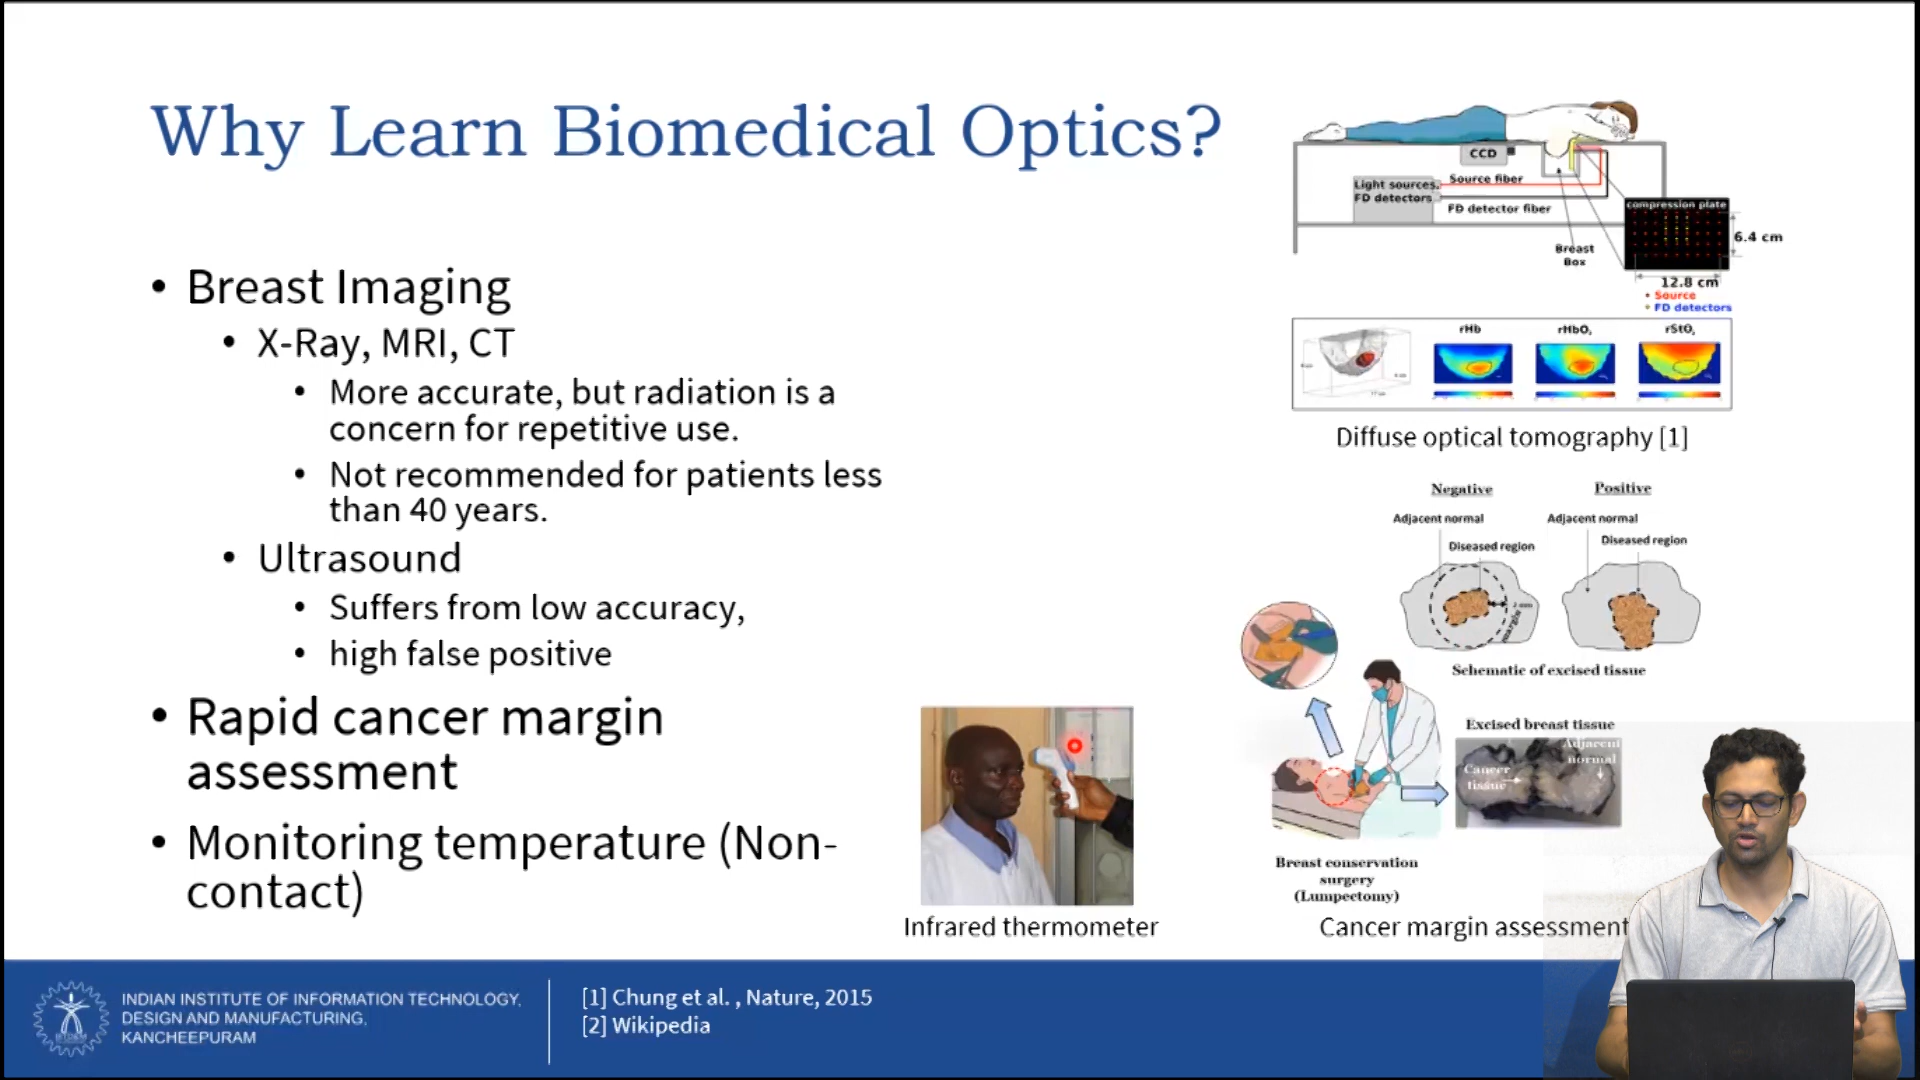 Why Learn Biomedical Optics?
• Breast Imaging
• X-Ray, MRI, CT
• More accurate, but radiation is a
concern for repetitive use.
• Not recommended for patients less
than 40 years.
• Ultrasound
• Suffers from low accuracy,
• high false positive
• Rapid cancer margin
assessment
• Monitoring temperature (Non-
contact)
CCD
Light sources,
FD detectors
Source fiber
FD detector fiber
Breast
Box
compression plate
6.4 cm
12.8 cm
• Source
• FD detectors
rHb
rHbO₂
rStO₂
Diffuse optical tomography [1]
Negative
Positive
Adjacent normal
Adjacent normal
Diseased region
Diseased region
margin
Schematic of excised tissue
Excised breast tissue
Adjacent
normal
Cancer
tissue
Breast conservation
surgery
(Lumpectomy)
Infrared thermometer
Cancer margin assessment
INDIAN INSTITUTE OF INFORMATION TECHNOLOGY,
DESIGN AND MANUFACTURING,
KANCHEEPURAM
[1] Chung et al. , Nature, 2015
[2] Wikipedia